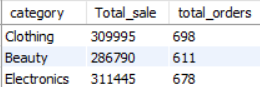 category Total_sale total_orders
Clothing 309995 698
Beauty 286790 611
Electronics 311445 678